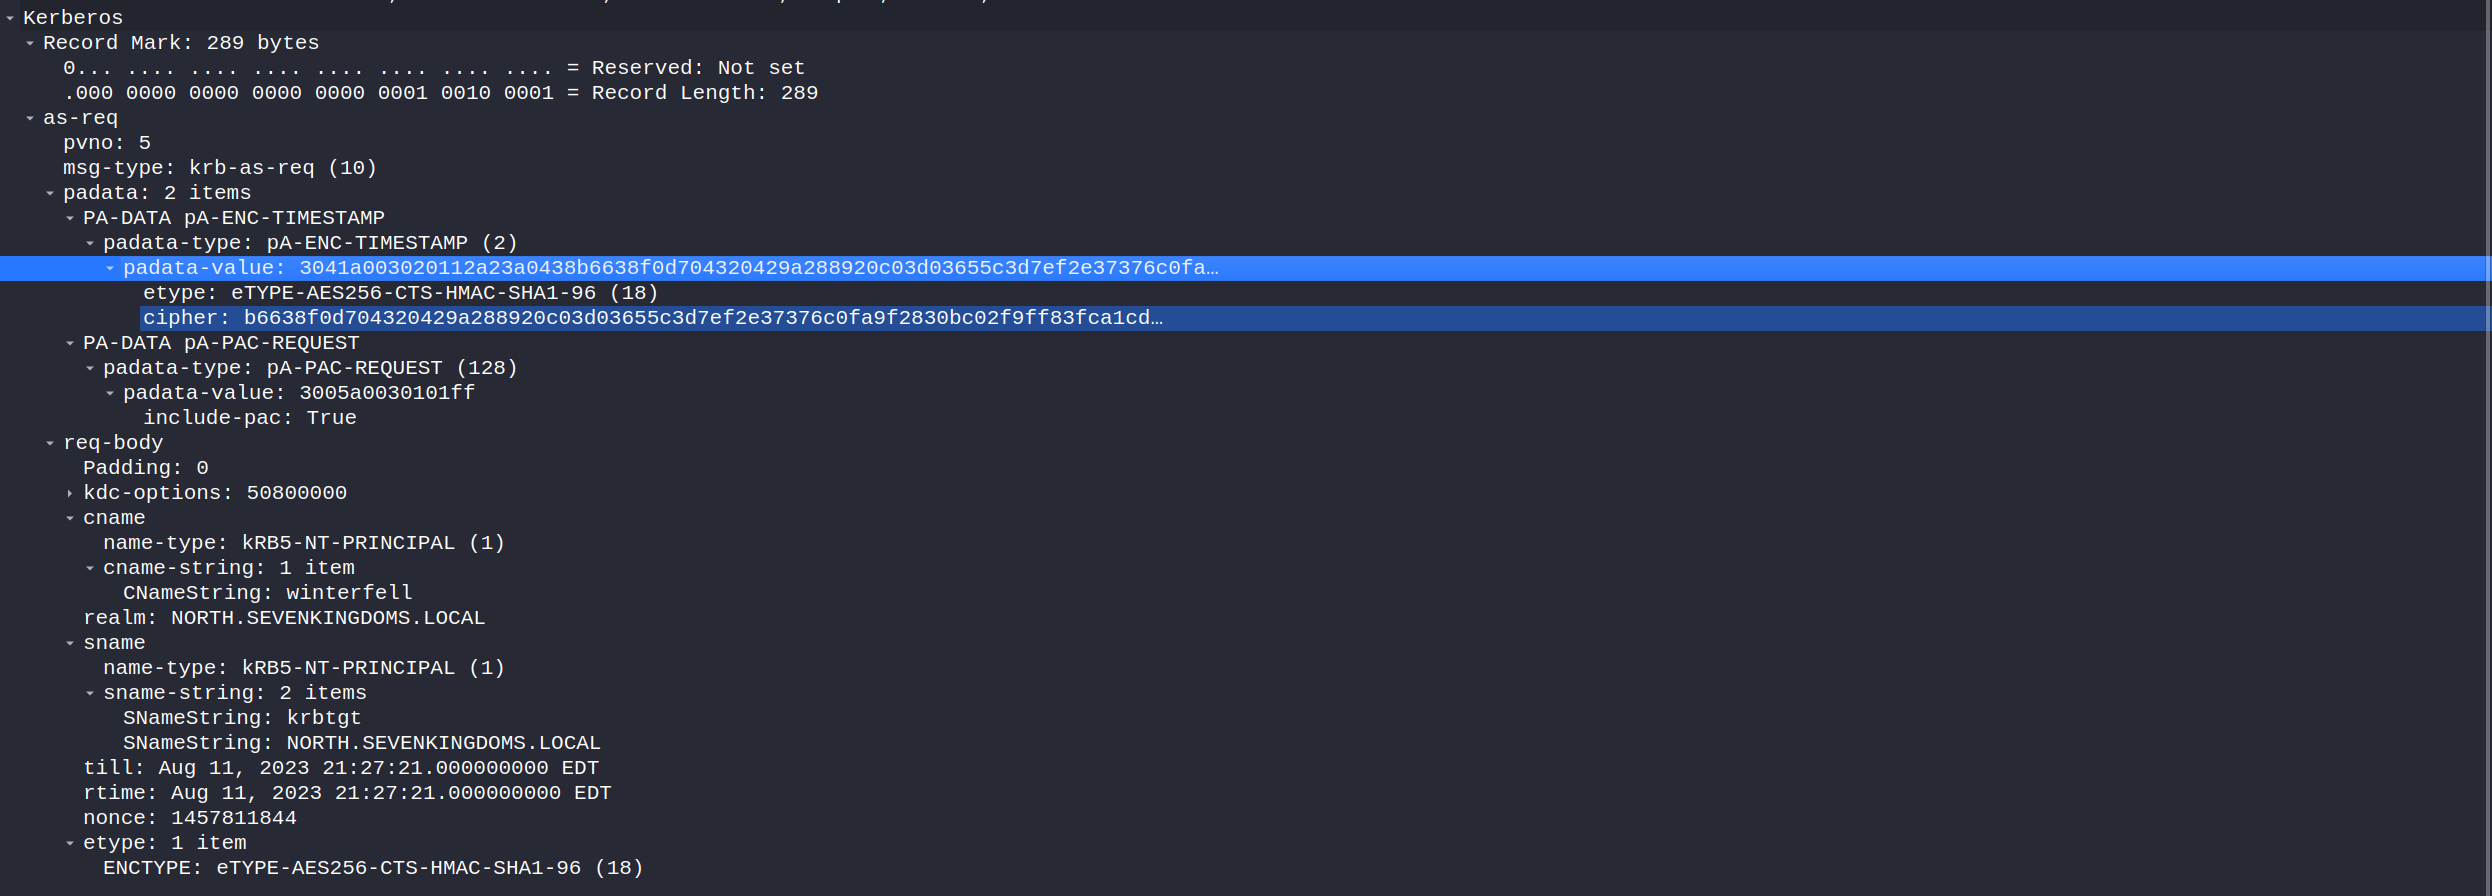 Kerberos
Record Mark: 289 bytes
0... .... .... .... .... .... .... .... = Reserved: Not set
.000 0000 0000 0000 0000 0001 0010 0001 = Record Length: 289
as-req
pvno: 5
msg-type: krb-as-req (10)
padata: 2 items
PA-DATA pA-ENC-TIMESTAMP
padata-type: pA-ENC-TIMESTAMP (2)
padata-value: 3041a003020112a23a0438b6638f0d704320429a288920c03d03655c3d7ef2e37376c0fa…
etype: eTYPE-AES256-CTS-HMAC-SHA1-96 (18)
cipher: b6638f0d704320429a288920c03d03655c3d7ef2e37376c0fa9f2830bc02f9ff83fca1cd…
PA-DATA pA-PAC-REQUEST
padata-type: pA-PAC-REQUEST (128)
padata-value: 3005a0030101ff
include-pac: True
req-body
Padding: 0
kdc-options: 50800000
cname
name-type: kRB5-NT-PRINCIPAL (1)
cname-string: 1 item
CNameString: winterfell
realm: NORTH.SEVENKINGDOMS.LOCAL
sname
name-type: kRB5-NT-PRINCIPAL (1)
sname-string: 2 items
SNameString: krbtgt
SNameString: NORTH.SEVENKINGDOMS.LOCAL
till: Aug 11, 2023 21:27:21.000000000 EDT
rtime: Aug 11, 2023 21:27:21.000000000 EDT
nonce: 1457811844
etype: 1 item
ENCTYPE: eTYPE-AES256-CTS-HMAC-SHA1-96 (18)